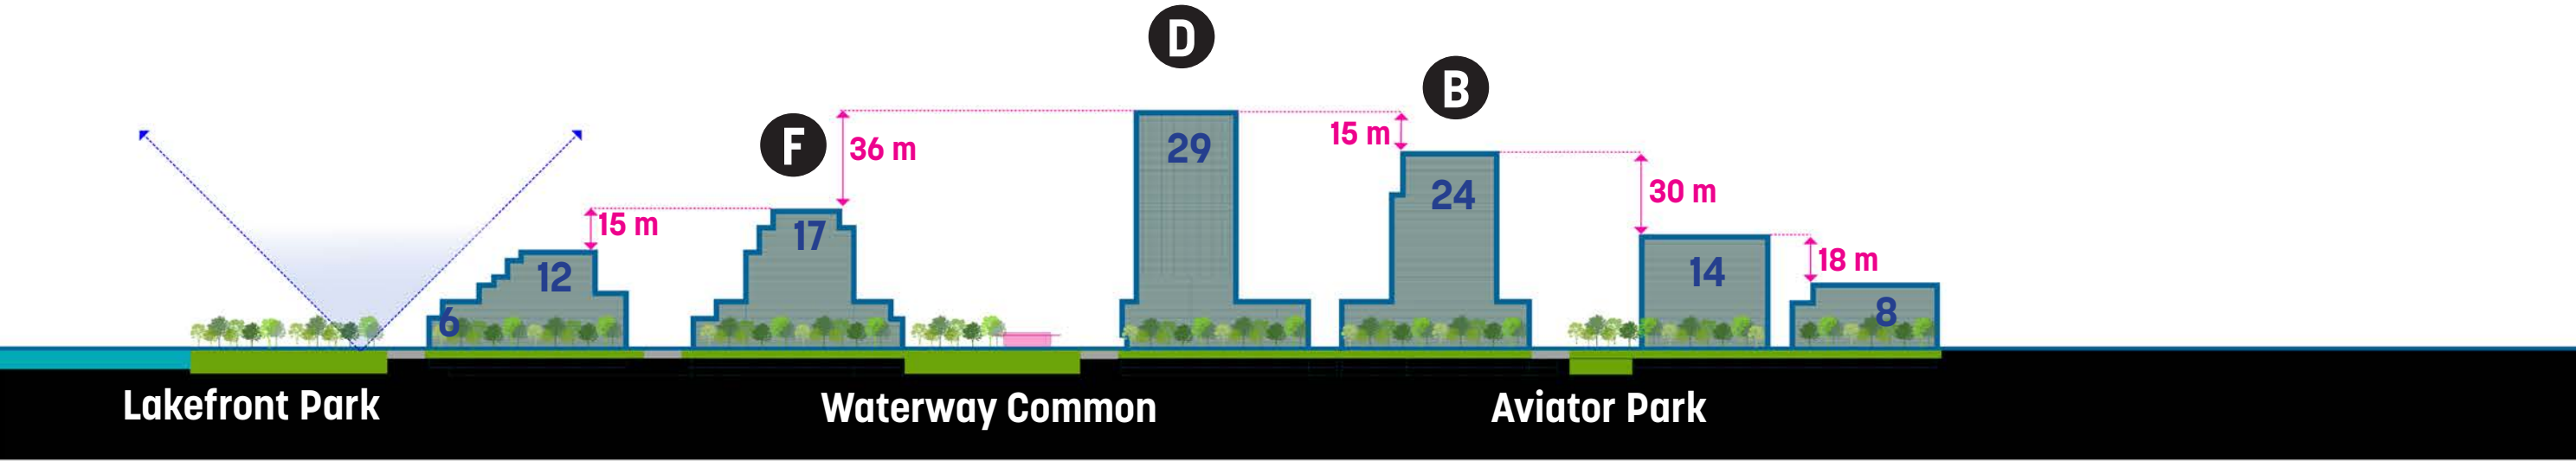 D
B
F
36 m
15 m
29
24
30 m
15 m
17
12
14
18 m
6
8
Lakefront Park
Waterway Common
Aviator Park